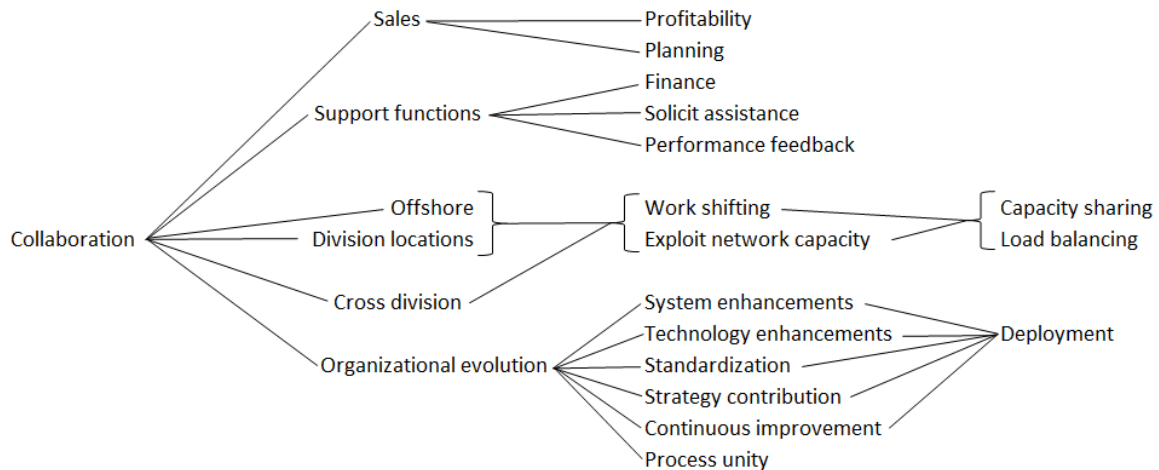 Sales
Profitability
Planning
Support functions
Finance
Solicit assistance
Performance feedback
Collaboration
Offshore
Division locations
Work shifting
Exploit network capacity
Capacity sharing
Load balancing
Cross division
Organizational evolution
System enhancements
Technology enhancements
Standardization
Strategy contribution
Continuous improvement
Process unity
Deployment